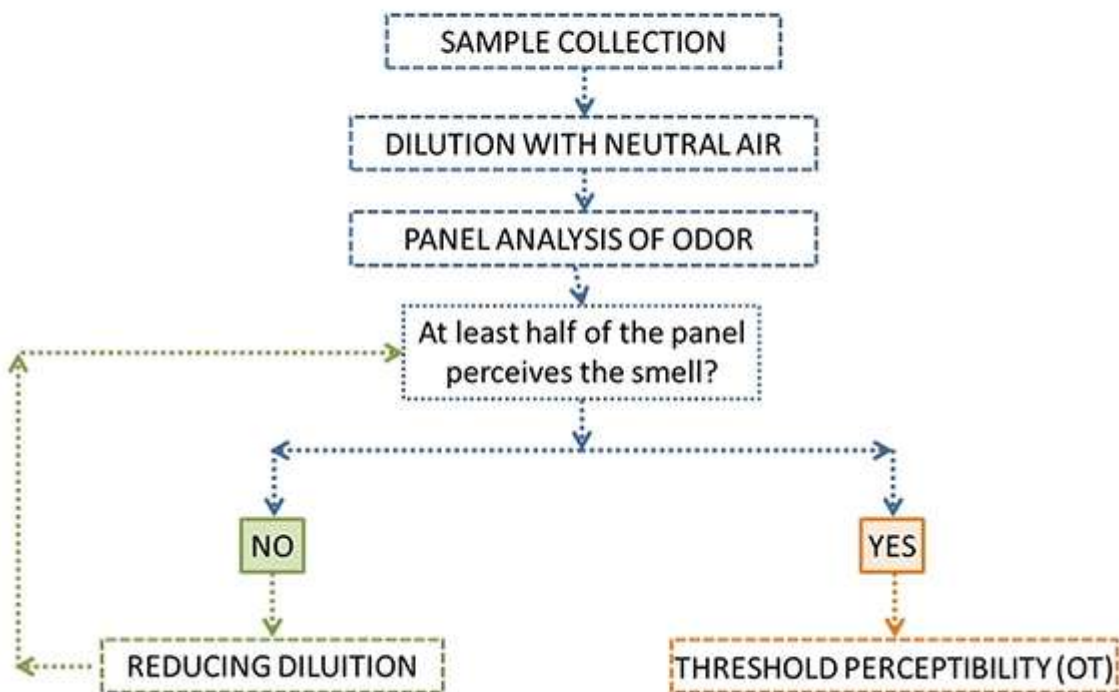 SAMPLE COLLECTION
DILUTION WITH NEUTRAL AIR
PANEL ANALYSIS OF ODOR
At least half of the panel
perceives the smell?
NO
YES
REDUCING DILUITION
THRESHOLD PERCEPTIBILITY (OT)